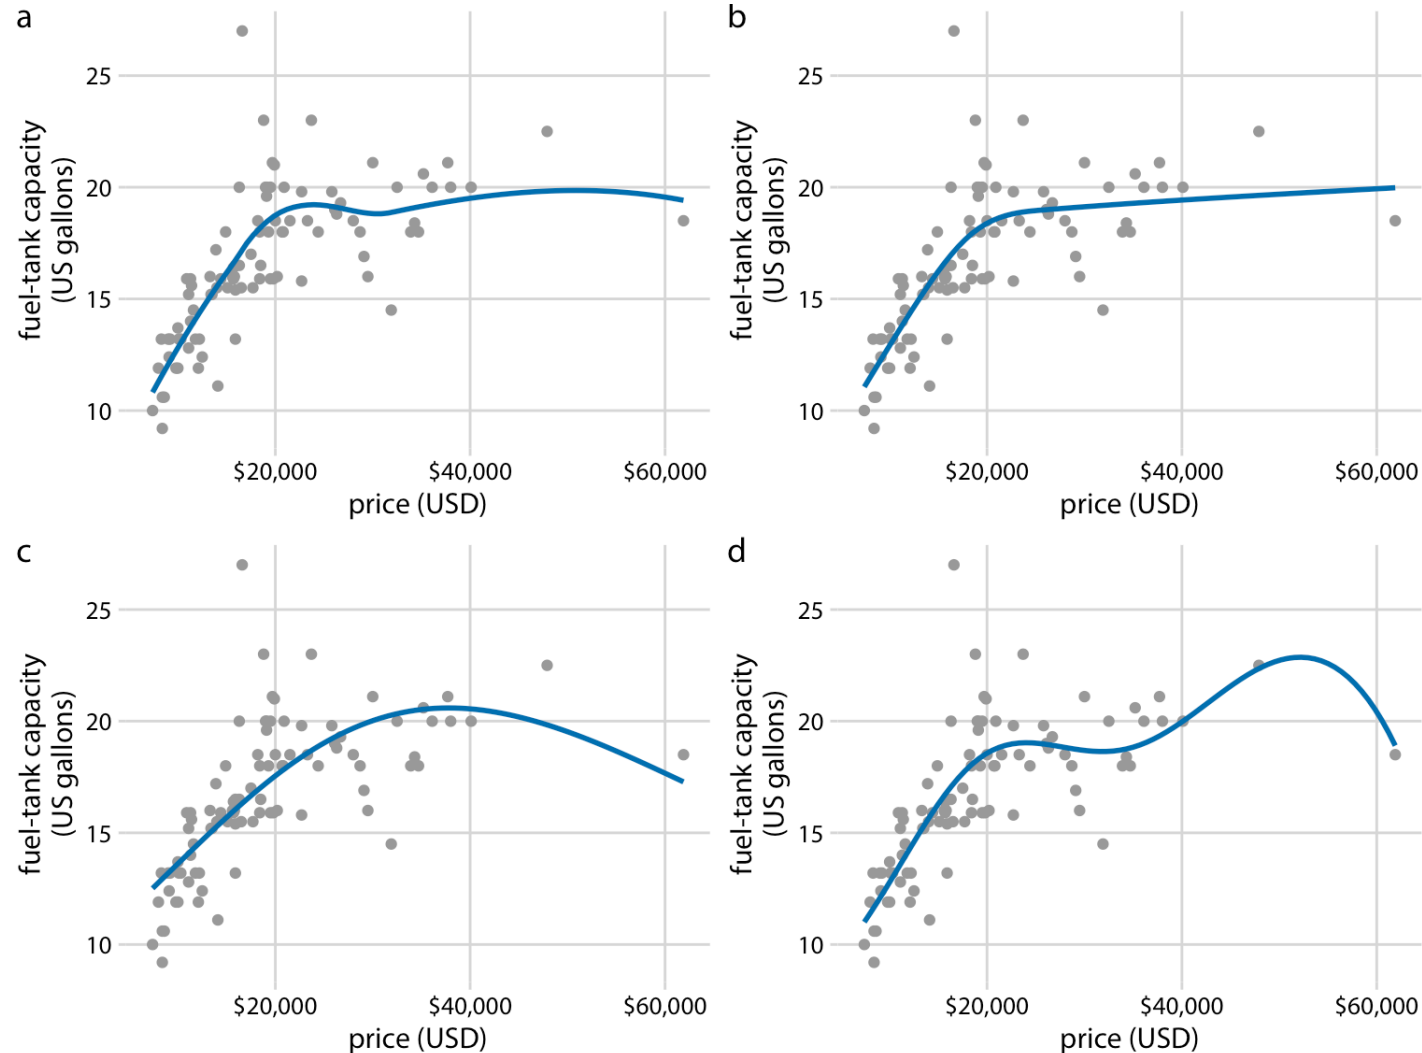 a
25
20
15
10
fuel-tank capacity
(US gallons)
$20,000 $40,000 $60,000
price (USD)
b
25
20
15
10
fuel-tank capacity
(US gallons)
$20,000 $40,000 $60,000
price (USD)
c
25
20
15
10
fuel-tank capacity
(US gallons)
$20,000 $40,000 $60,000
price (USD)
d
25
20
15
10
fuel-tank capacity
(US gallons)
$20,000 $40,000 $60,000
price (USD)